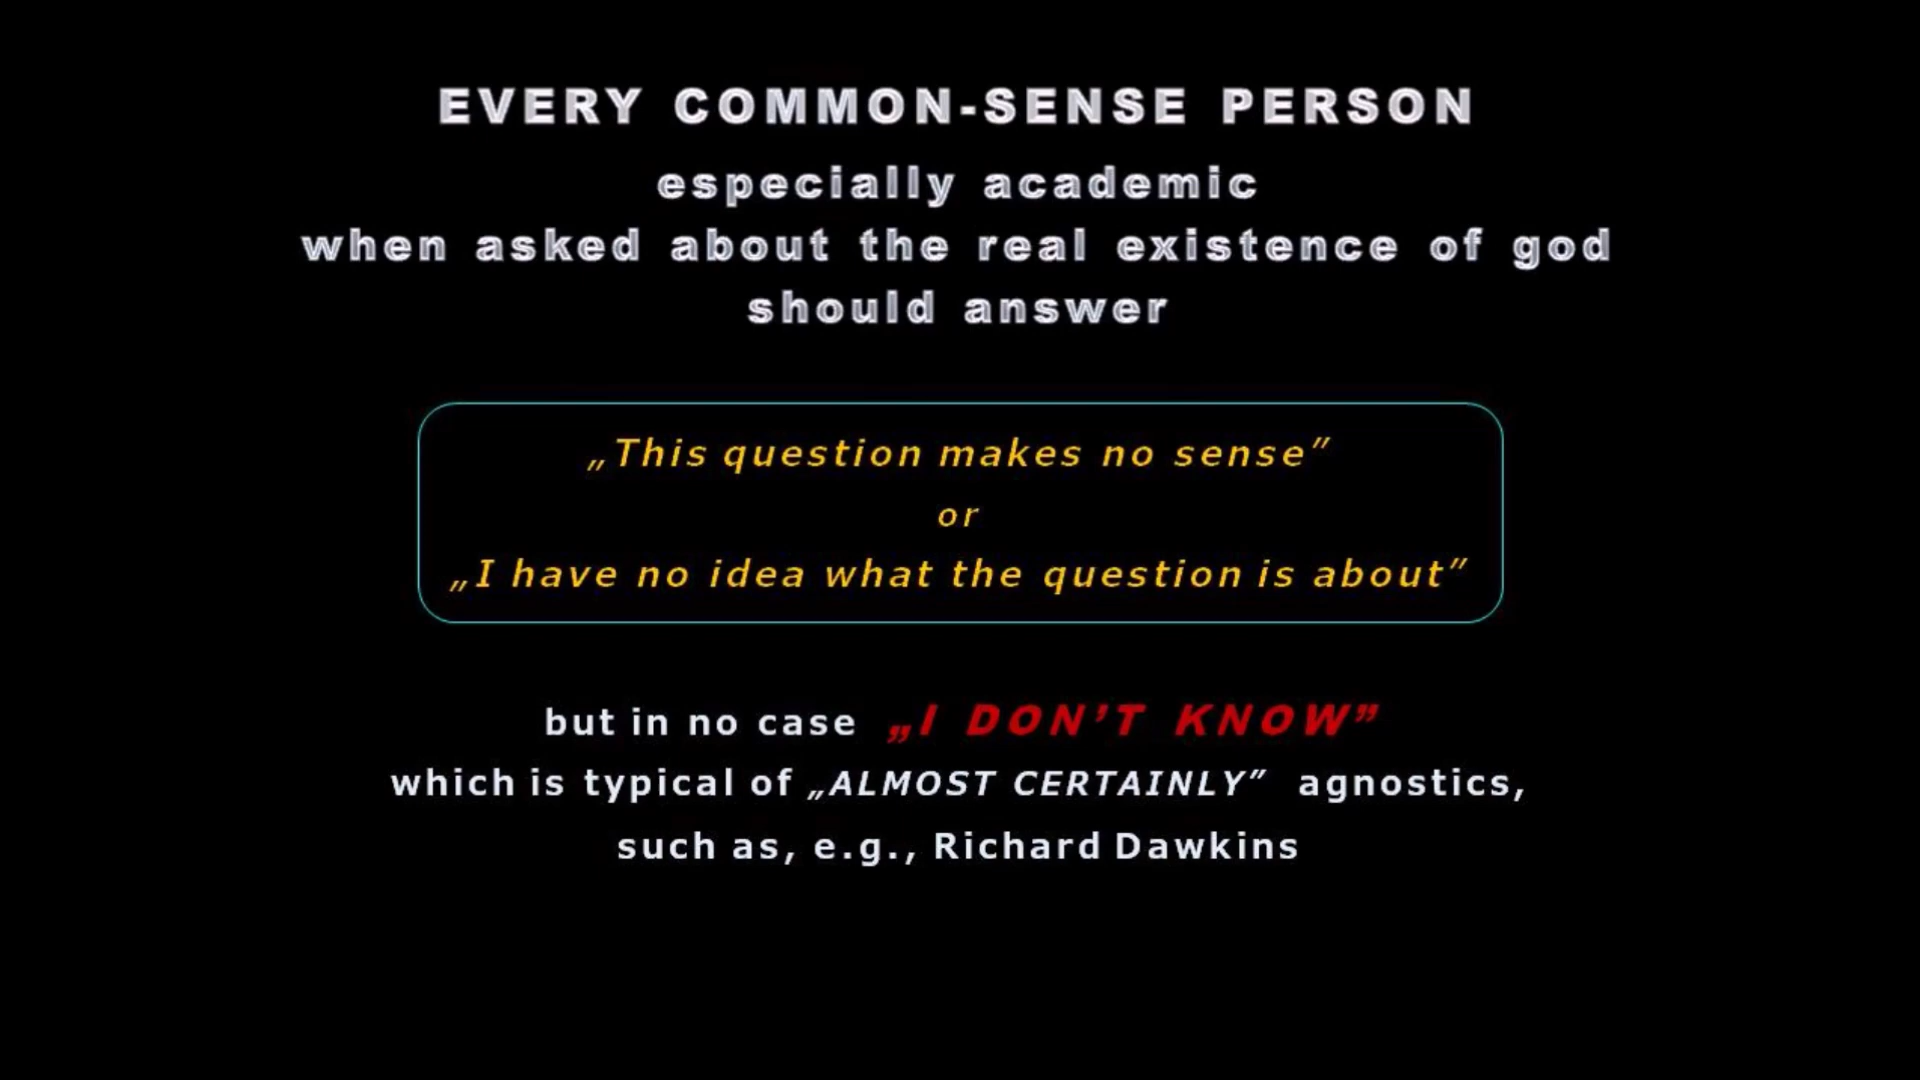 EVERY COMMON-SENSE PERSON
especially academic
when asked about the real existence of god
should answer
„This question makes no sense”
or
„I have no idea what the question is about”
but in no case „I DON’T KNOW”
which is typical of „ALMOST CERTAINLY” agnostics,
such as, e.g., Richard Dawkins